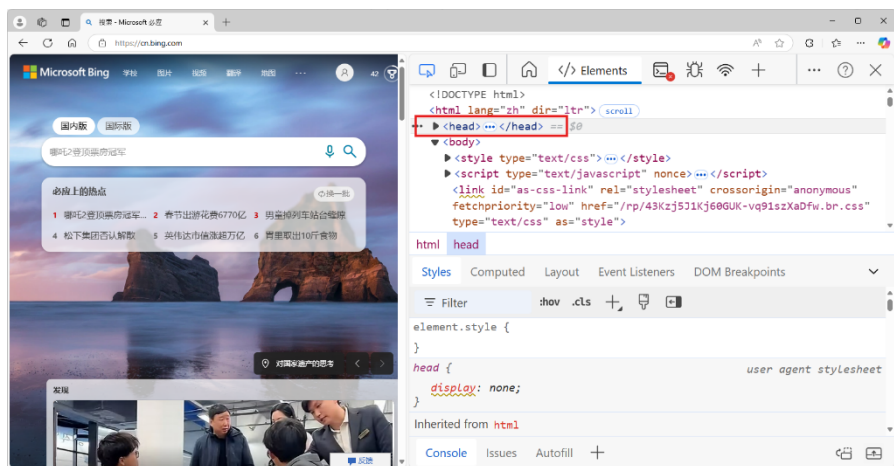 搜索 - Microsoft 必应
https://cn.bing.com
Microsoft Bing 学校 图片 视频 翻译 地图 ... 42
国内版 国际版
哪吒2登顶票房冠军
必应上的热点 换一批
1 哪吒2登顶票房冠军... 2 春节出游花费6770亿 3 男童掉列车站台缝隙
4 松下集团否认解散 5 英伟达市值涨超万亿 6 胃里取出10斤食物
对国家遗产的思考
发现
反馈
</> Elements
<!DOCTYPE html>
<html lang="zh" dir="ltr"> scroll
<head> ... </head> == $0
<body>
<style type="text/css"> ... </style>
<script type="text/javascript" nonce> ... </script>
<link id="as-css-link" rel="stylesheet" crossorigin="anonymous"
fetchpriority="low" href="/rp/43Kzj5J1Kj60GUK-vq91szXaDfw.br.css"
type="text/css" as="style">
html head
Styles Computed Layout Event Listeners DOM Breakpoints
Filter :hov .cls
element.style {
}
head { user agent stylesheet
display: none;
}
Inherited from html
Console Issues Autofill